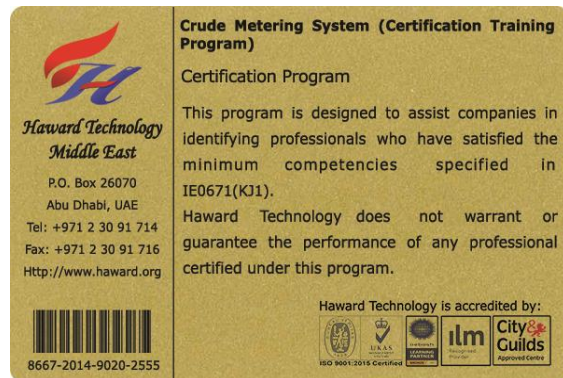 Haward Technology
Middle East
P.O. Box 26070
Abu Dhabi, UAE
Tel: +971 2 30 91 714
Fax: +971 2 30 91 716
Http://www.haward.org
8667-2014-9020-2555
Crude Metering System (Certification Training
Program)
Certification Program
This program is designed to assist companies in
identifying professionals who have satisfied the
minimum competencies specified in
IE0671(KJ1).
Haward Technology does not warrant or
guarantee the performance of any professional
certified under this program.
Haward Technology is accredited by:
UKAS
ISO 9001:2015 Certified
LEARNING
PARTNER
ilm
Recognised
Provider
City&
Guilds
Approved Centre